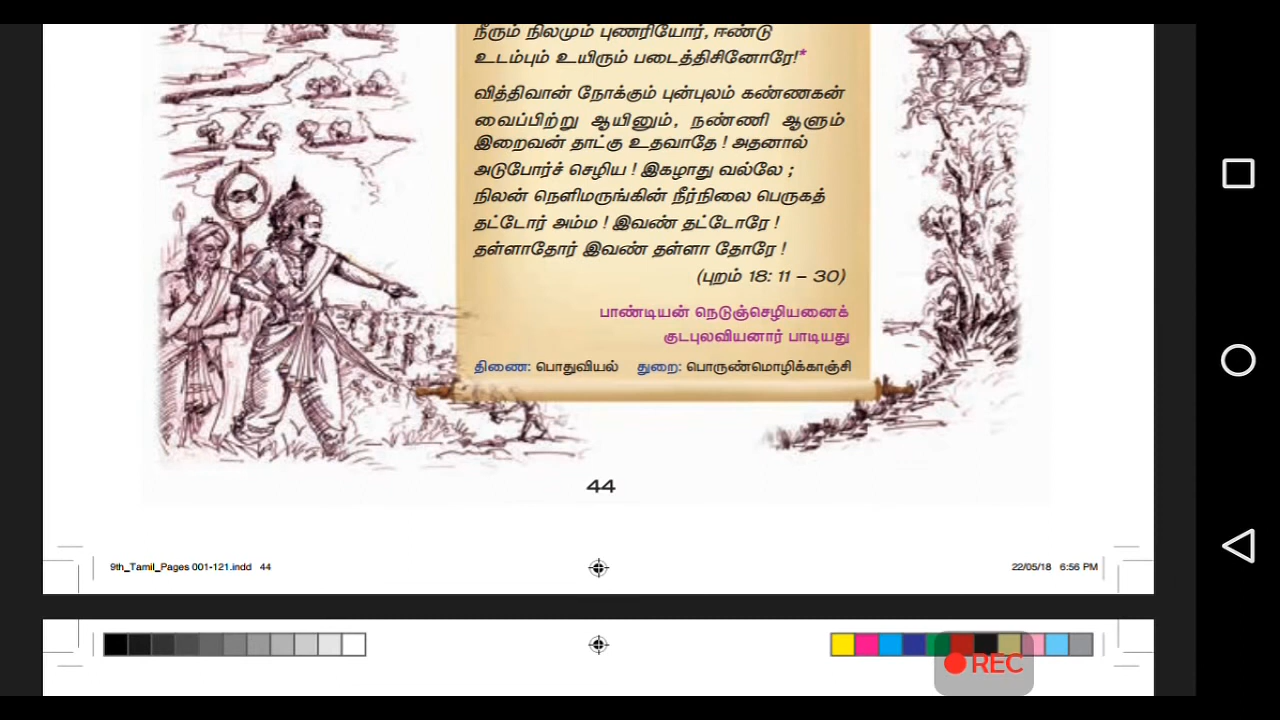 நீரும் நிலமும் புணரியோர், ஈண்டு
உடம்பும் உயிரும் படைத்திசினோரே!*
வித்திவான் நோக்கும் புன்புலம் கண்ணகன்
வைப்பிற்று ஆயினும், நண்ணி ஆளும்
இறைவன் தாட்கு உதவாதே ! அதனால்
அடுபோர்ச் செழிய ! இகழாது வல்லே ;
நிலன் நெளிமருங்கின் நீர்நிலை பெருகத்
தட்டோர் அம்ம ! இவண் தட்டோரே !
தள்ளாதோர் இவண் தள்ளா தோரே !
(புறம் 18: 11 – 30)
பாண்டியன் நெடுஞ்செழியனைக்
குடபுலவியனார் பாடியது
திணை: பொதுவியல் துறை: பொருண்மொழிக்காஞ்சி
44
9th_Tamil_Pages 001-121.indd 44
22/05/18 6:56 PM
REC